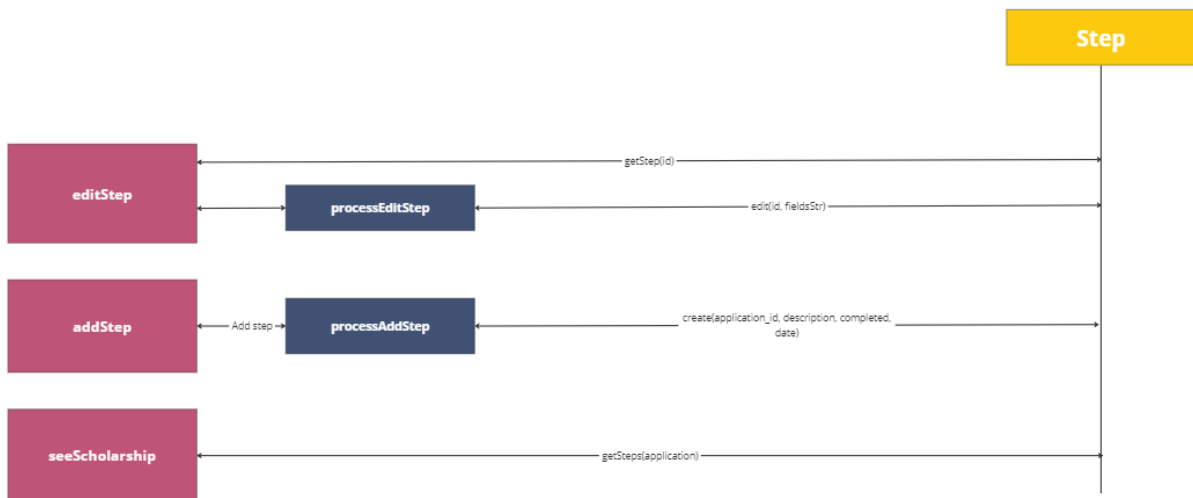 Step
getStep(id)
editStep
processEditStep
edit(id, fieldsStr)
addStep
Add step
processAddStep
create(application_id, description, completed,
date)
seeScholarship
getSteps(application)